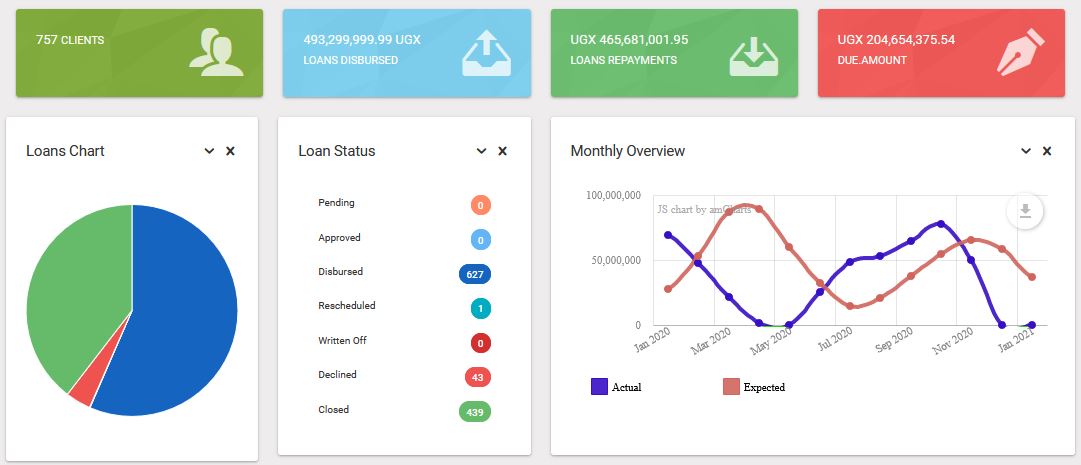 757 CLIENTS
493,299,999.99 UGX
LOANS DISBURSED
UGX 465,681,001.95
LOANS REPAYMENTS
UGX 204,654,375.54
DUE.AMOUNT
Loans Chart
Loan Status
Pending 0
Approved 0
Disbursed 627
Rescheduled 1
Written Off 0
Declined 43
Closed 439
Monthly Overview
100,000,000
JS chart by amCharts
50,000,000
0
Jan 2020
Mar 2020
May 2020
Jul 2020
Sep 2020
Nov 2020
Jan 2021
Actual
Expected